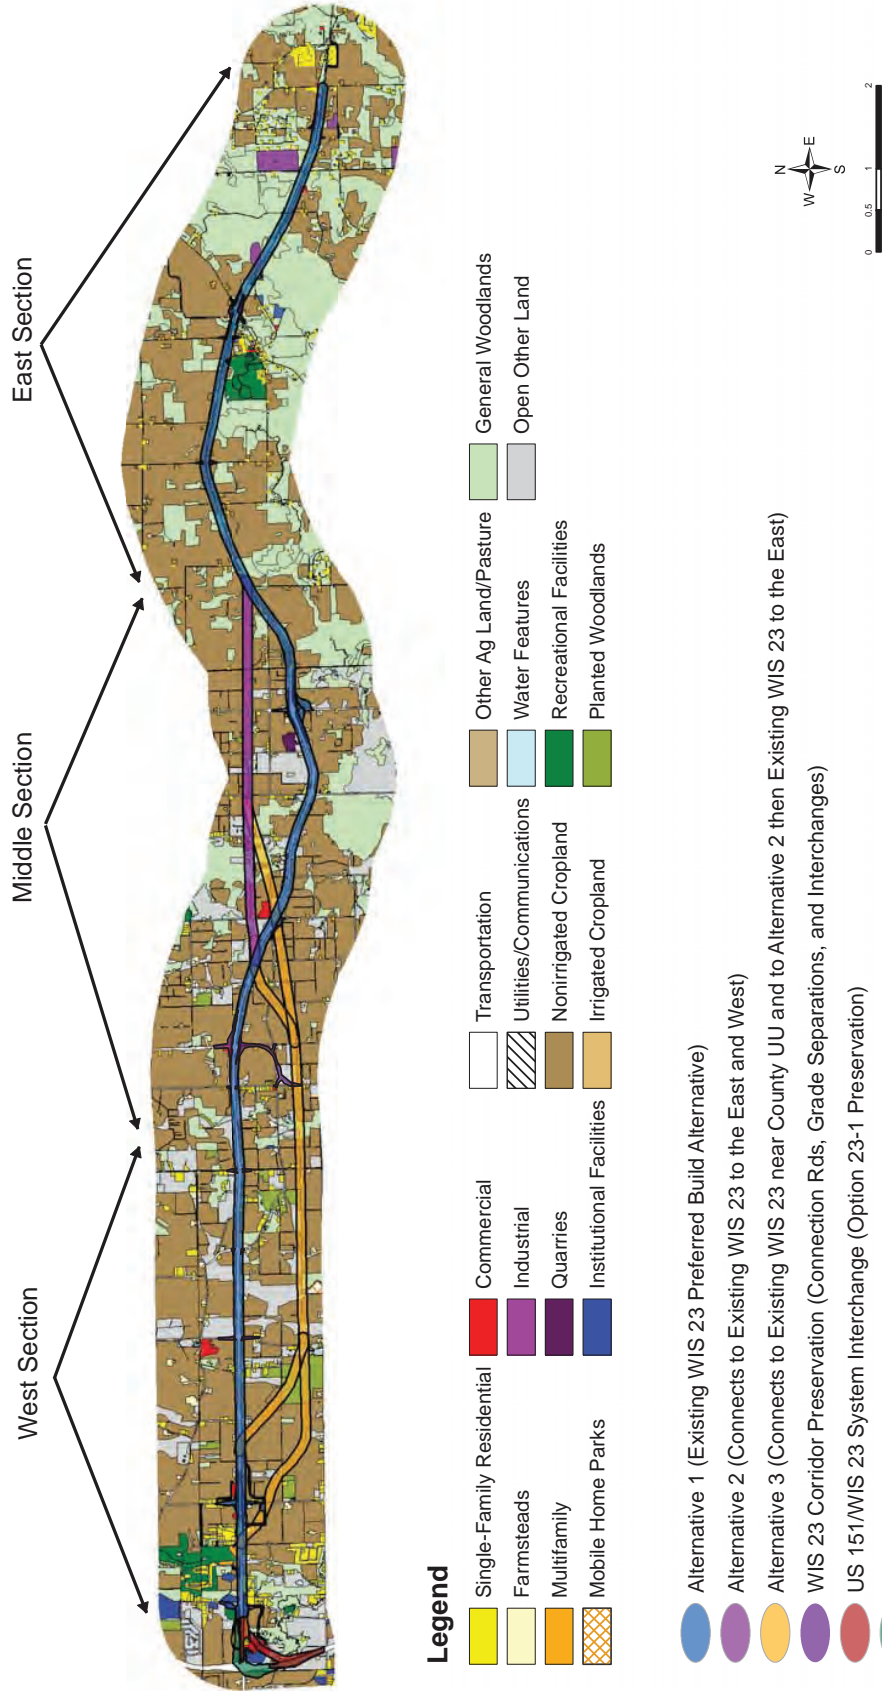 West Section
Middle Section
East Section
Legend
Single-Family Residential
Farmsteads
Multifamily
Mobile Home Parks
Commercial
Industrial
Quarries
Institutional Facilities
Transportation
Utilities/Communications
Nonirrigated Cropland
Irrigated Cropland
Other Ag Land/Pasture
Water Features
Recreational Facilities
Planted Woodlands
General Woodlands
Open Other Land
Alternative 1 (Existing WIS 23 Preferred Build Alternative)
Alternative 2 (Connects to Existing WIS 23 to the East and West)
Alternative 3 (Connects to Existing WIS 23 near County UU and to Alternative 2 then Existing WIS 23 to the East)
WIS 23 Corridor Preservation (Connection Rds, Grade Separations, and Interchanges)
US 151/WIS 23 System Interchange (Option 23-1 Preservation)
N
W
E
S
0 0.5 1 2